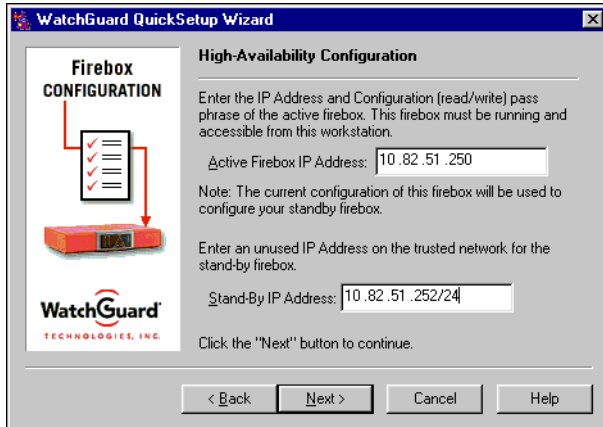 WatchGuard QuickSetup Wizard
Firebox
CONFIGURATION
WatchGuard
TECHNOLOGIES, INC.
High-Availability Configuration
Enter the IP Address and Configuration (read/write) pass
phrase of the active firebox. This firebox must be running and
accessible from this workstation.
Active Firebox IP Address: 10 .82 .51 .250
Note: The current configuration of this firebox will be used to
configure your standby firebox.
Enter an unused IP Address on the trusted network for the
stand-by firebox.
Stand-By IP Address: 10 .82 .51 .252/24
Click the "Next" button to continue.
< Back Next > Cancel Help